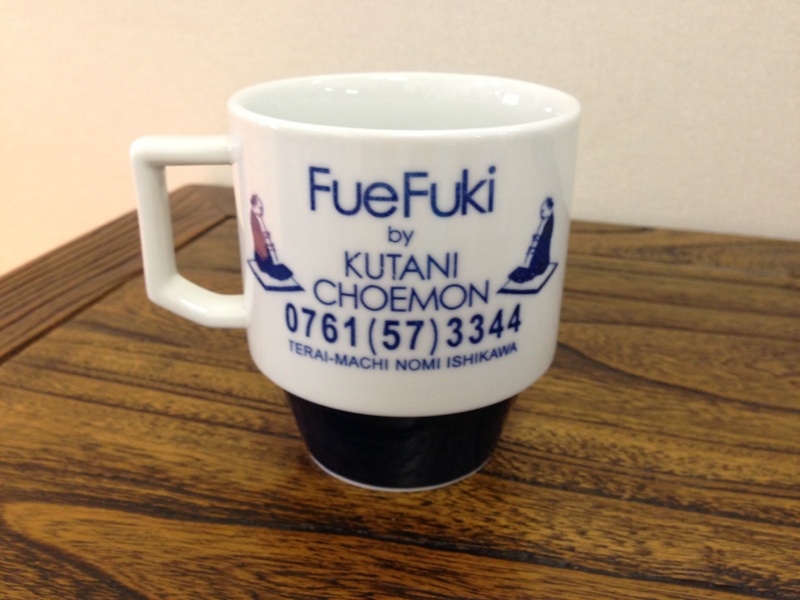 FueFuki
by
KUTANI
CHOEMON
0761(57)3344
TERAI-MACHI NOMI ISHIKAWA